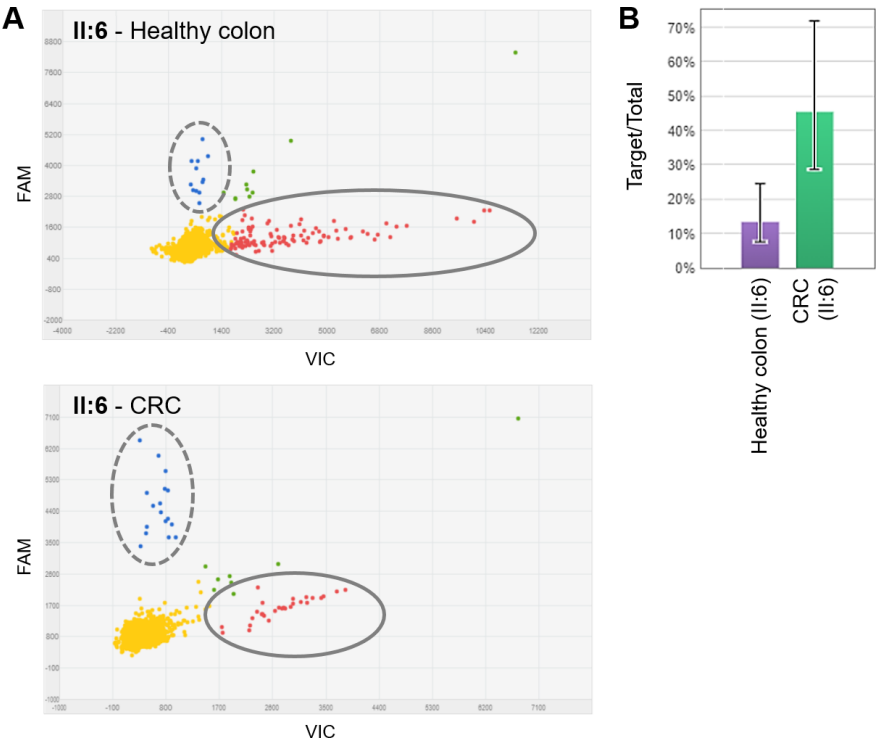 A
II:6 - Healthy colon
FAM
8800
7600
6400
5200
4000
2800
1600
400
-800
-2000
-4000 -2200 -400 1400 3200 5000 6800 8600 10400 12200
VIC
II:6 - CRC
FAM
7100
6200
5300
4400
3500
2600
1700
800
-100
-1000
-1000 -100 800 1700 2600 3500 4400 5300 6200 7100
VIC
B
Target/Total
70%
60%
50%
40%
30%
20%
10%
0%
Healthy colon (II:6)
CRC
(II:6)